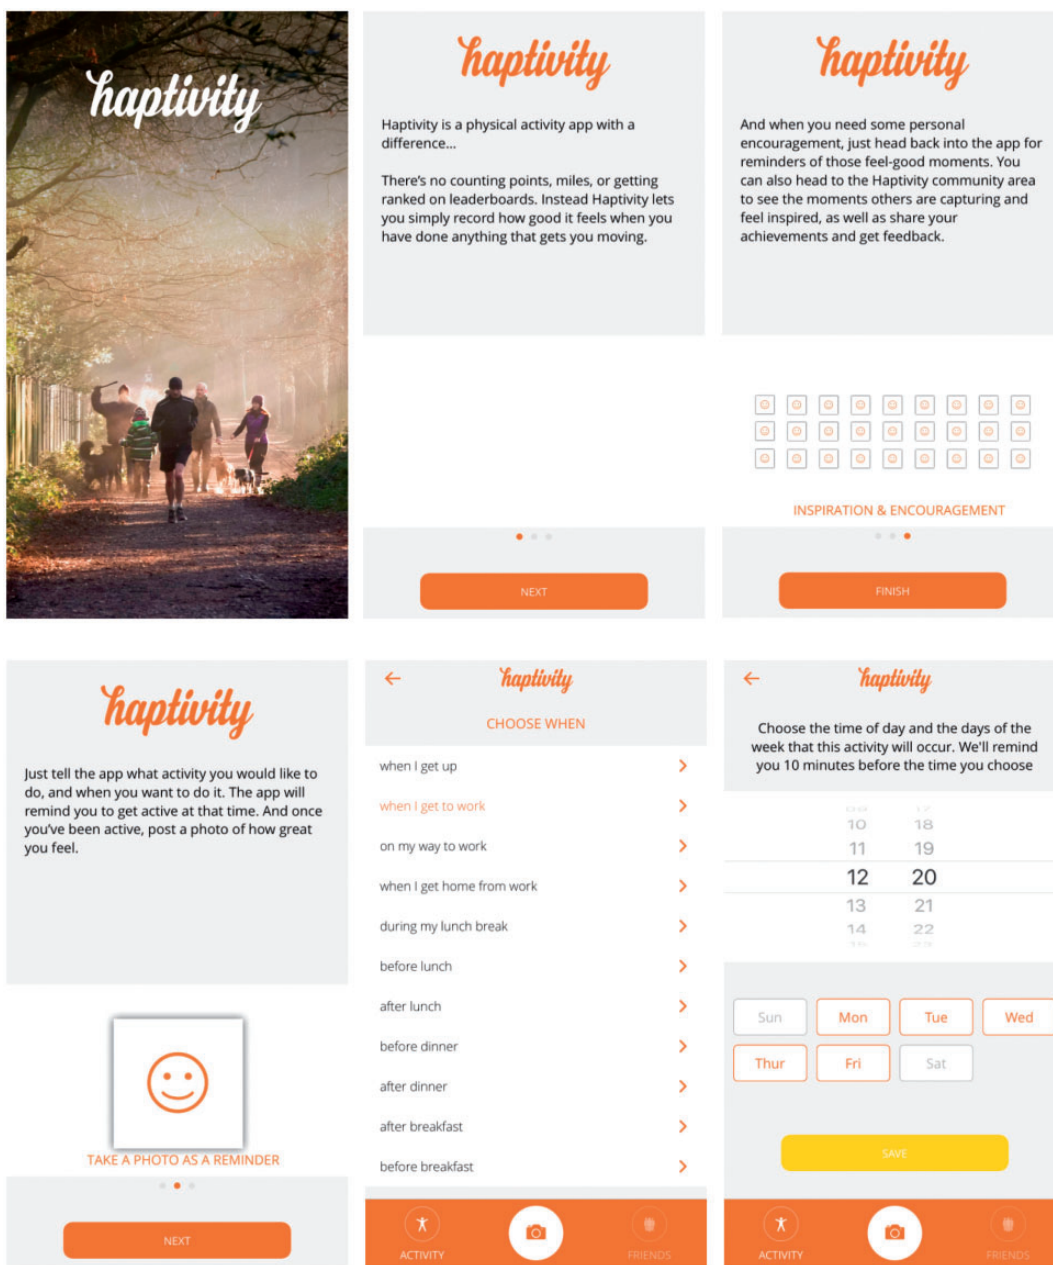 haptivity
haptivity
Haptivity is a physical activity app with a
difference...
There's no counting points, miles, or getting
ranked on leaderboards. Instead Haptivity lets
you simply record how good it feels when you
have done anything that gets you moving.
NEXT
haptivity
And when you need some personal
encouragement, just head back into the app for
reminders of those feel-good moments. You
can also head to the Haptivity community area
to see the moments others are capturing and
feel inspired, as well as share your
achievements and get feedback.
INSPIRATION & ENCOURAGEMENT
FINISH
haptivity
Just tell the app what activity you would like to
do, and when you want to do it. The app will
remind you to get active at that time. And once
you've been active, post a photo of how great
you feel.
TAKE A PHOTO AS A REMINDER
NEXT
haptivity
CHOOSE WHEN
when I get up
when I get to work
on my way to work
when I get home from work
during my lunch break
before lunch
after lunch
before dinner
after dinner
after breakfast
before breakfast
ACTIVITY FRIENDS
haptivity
Choose the time of day and the days of the
week that this activity will occur. We'll remind
you 10 minutes before the time you choose
10 18
11 19
12 20
13 21
14 22
Sun Mon Tue Wed
Thur Fri Sat
SAVE
ACTIVITY FRIENDS